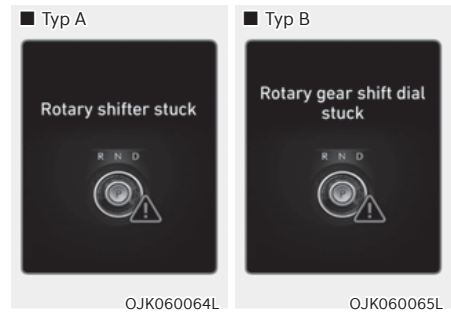 ■ Typ A
Rotary shifter stuck
R N D
P
OJK060064L
■ Typ B
Rotary gear shift dial
stuck
R N D
P
OJK060065L